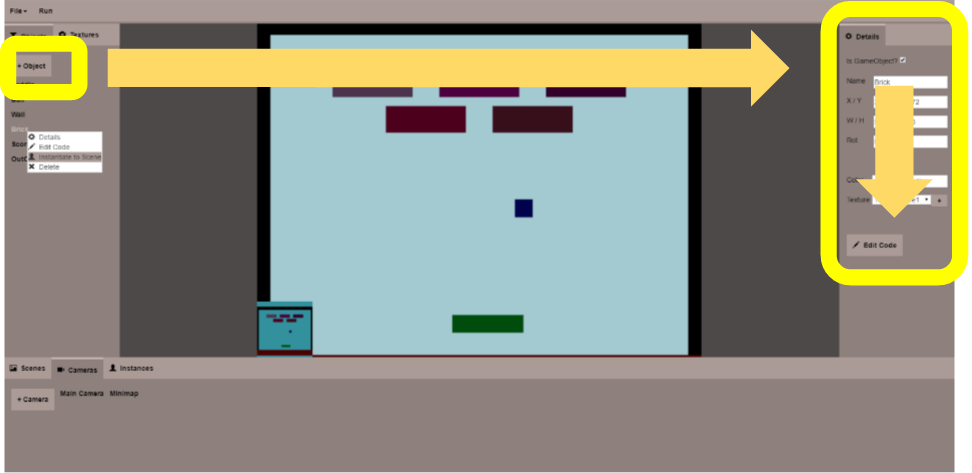 File Run
Textures
+ Object
Wall
Brick
Details
Edit Code
Instantiate to Scene
Delete
Details
Is GameObject?
Name Brick
X / Y
W / H
Rot
Texture
+
Edit Code
Scenes Cameras Instances
+ Camera Main Camera Minimap